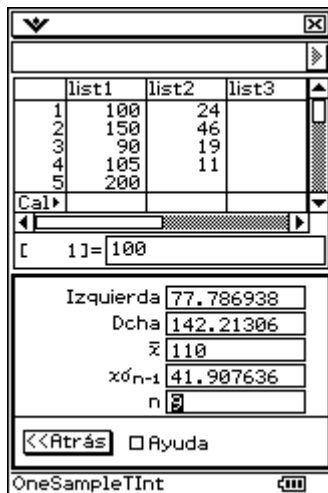 list1 list2 list3
1 100 24
2 150 46
3 90 19
4 105 11
5 200
Cal▸
[ 1]= 100
Izquierda 77.786938
Dcha 142.21306
x̄ 110
xσn-1 41.907636
n 9
<<Atrás □Ayuda
OneSampleTInt